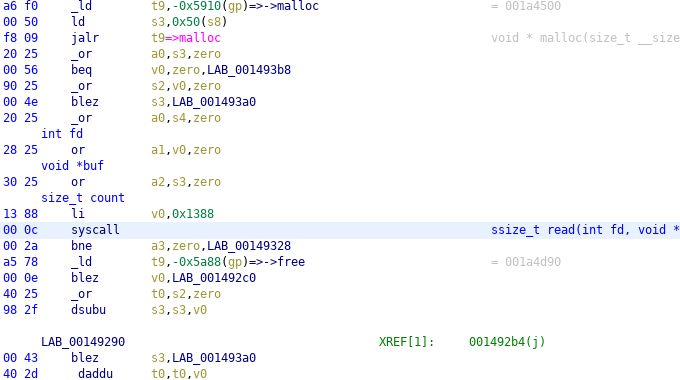 a6 f0 _ld t9,-0x5910(gp)=>->malloc = 001a4500
00 50 ld s3,0x50(s8)
f8 09 jalr t9=>malloc void * malloc(size_t __size
20 25 _or a0,s3,zero
00 56 beq v0,zero,LAB_001493b8
90 25 _or s2,v0,zero
00 4e blez s3,LAB_001493a0
20 25 _or a0,s4,zero
int fd
28 25 or a1,v0,zero
void *buf
30 25 or a2,s3,zero
size_t count
13 88 li v0,0x1388
00 0c syscall ssize_t read(int fd, void *
00 2a bne a3,zero,LAB_00149328
a5 78 _ld t9,-0x5a88(gp)=>->free = 001a4d90
00 0e blez v0,LAB_001492c0
40 25 _or t0,s2,zero
98 2f dsubu s3,s3,v0
LAB_00149290 XREF[1]: 001492b4(j)
00 43 blez s3,LAB_001493a0
40 2d _daddu t0,t0,v0